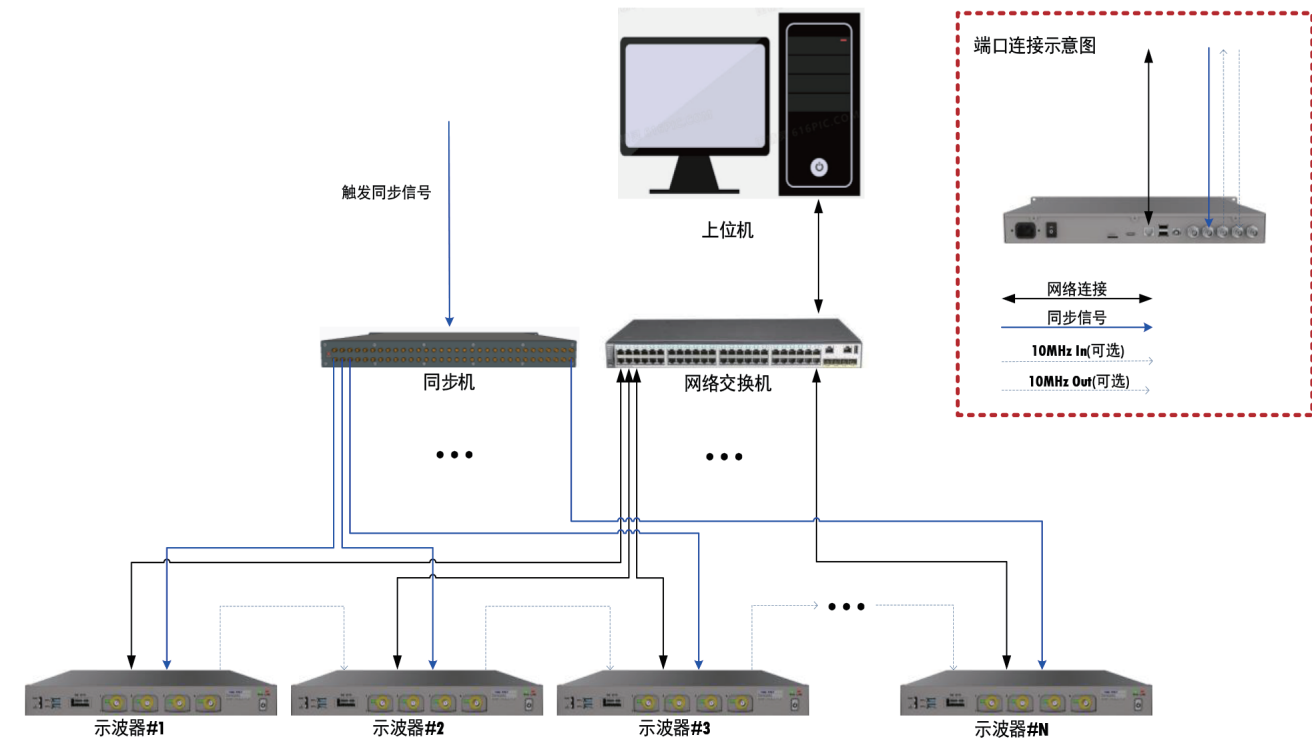 端口连接示意图
触发同步信号
上位机
网络连接
同步信号
10MHz In(可选)
10MHz Out(可选)
同步机
网络交换机
示波器#1
示波器#2
示波器#3
示波器#N